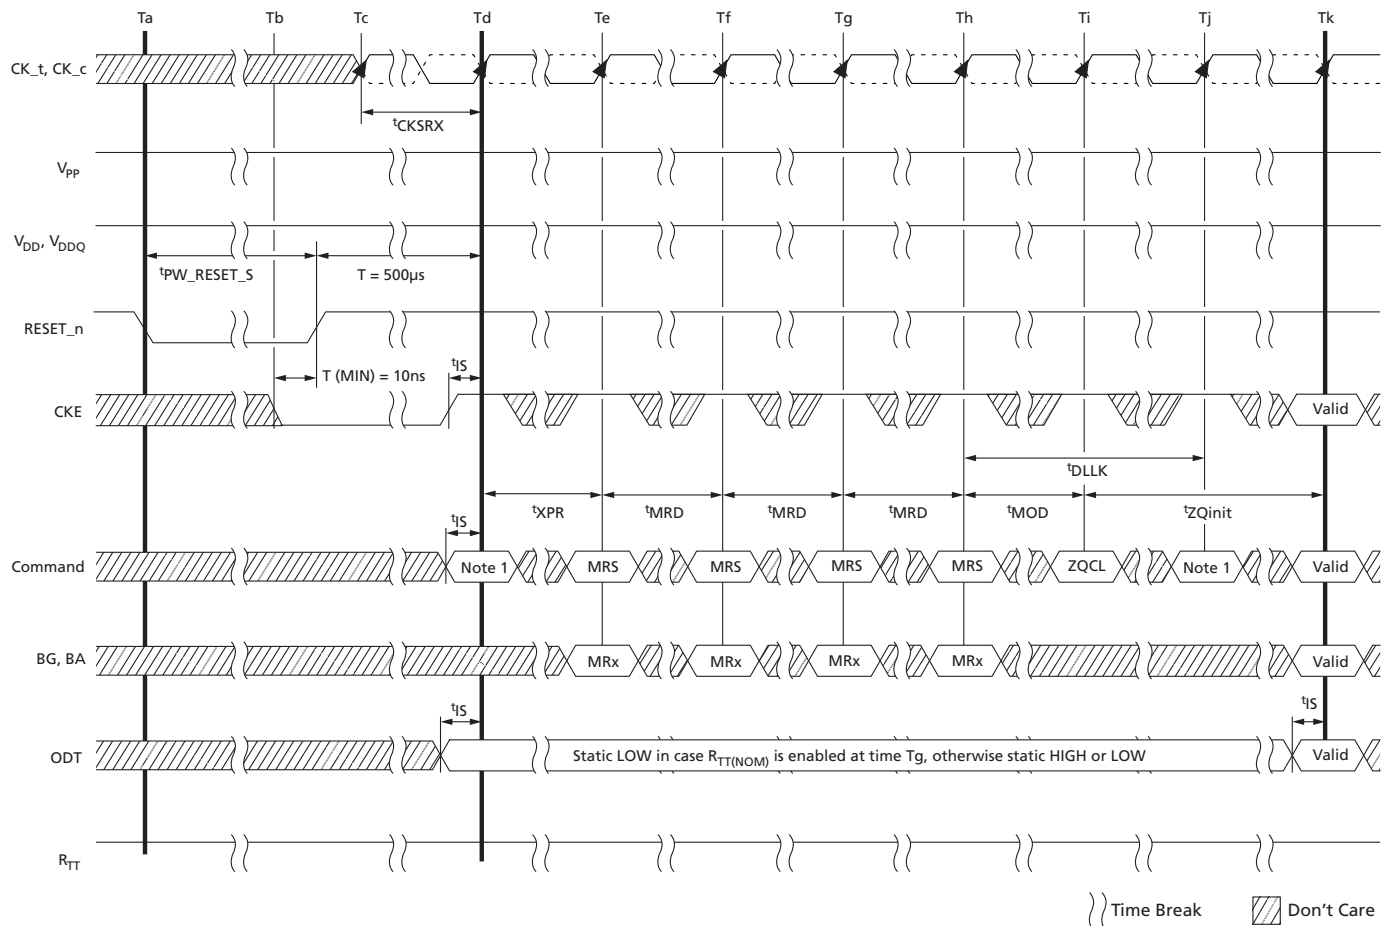 Ta Tb Tc Td Te Tf Tg Th Ti Tj Tk
CK_t, CK_c
tCKSRX
VPP
VDD, VDDQ
tPW_RESET_S T = 500µs
RESET_n
T (MIN) = 10ns tIS
CKE Valid
tDLLK
tXPR tMRD tMRD tMRD tMOD tZQinit
tIS
Command Note 1 MRS MRS MRS MRS ZQCL Note 1 Valid
BG, BA MRx MRx MRx MRx Valid
tIS tIS
ODT Static LOW in case RTT(NOM) is enabled at time Tg, otherwise static HIGH or LOW Valid
RTT
Time Break Don't Care